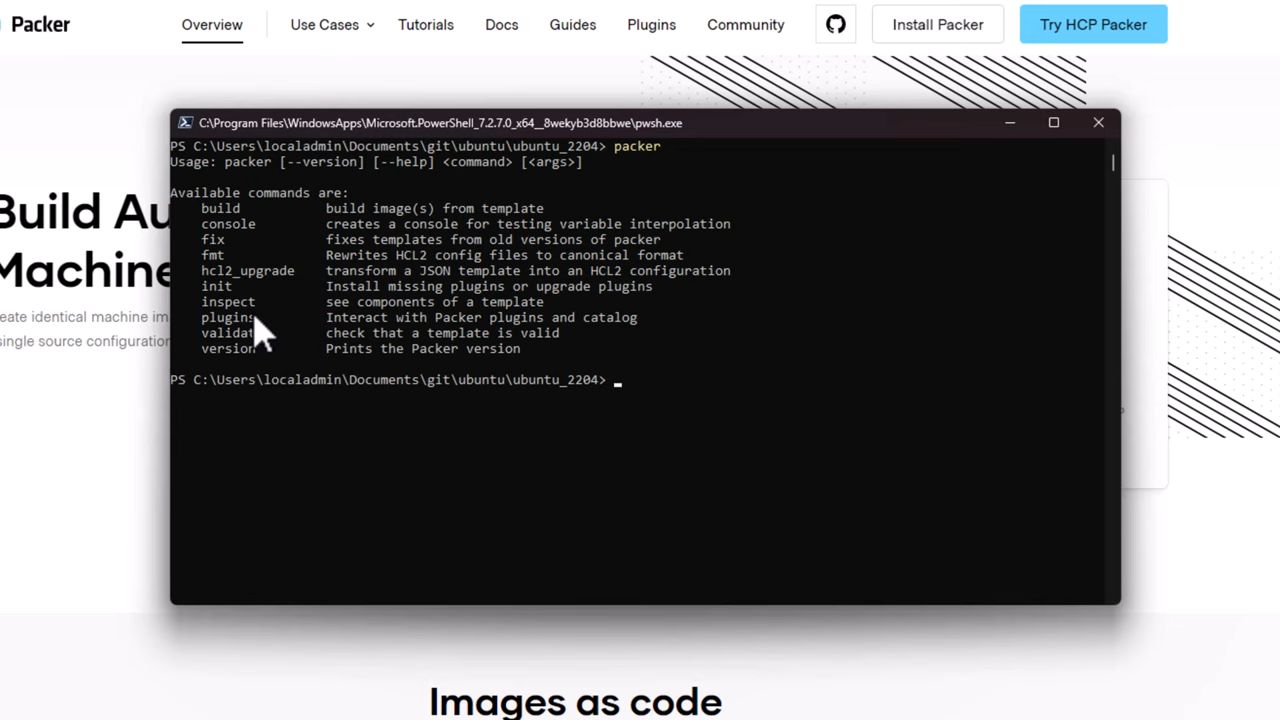 Packer
Overview
Use Cases
Tutorials
Docs
Guides
Plugins
Community
Install Packer
Try HCP Packer
C:\Program Files\WindowsApps\Microsoft.PowerShell_7.2.7.0_x64__8wekyb3d8bbwe\pwsh.exe
PS C:\Users\localadmin\Documents\git\ubuntu\ubuntu_2204> packer
Usage: packer [--version] [--help] <command> [<args>]
Available commands are:
build build image(s) from template
console creates a console for testing variable interpolation
fix fixes templates from old versions of packer
fmt Rewrites HCL2 config files to canonical format
hcl2_upgrade transform a JSON template into an HCL2 configuration
init Install missing plugins or upgrade plugins
inspect see components of a template
plugins Interact with Packer plugins and catalog
validat check that a template is valid
version Prints the Packer version
PS C:\Users\localadmin\Documents\git\ubuntu\ubuntu_2204>
Build Au
Machine
eate identical machine im
single source configuration
Images as code